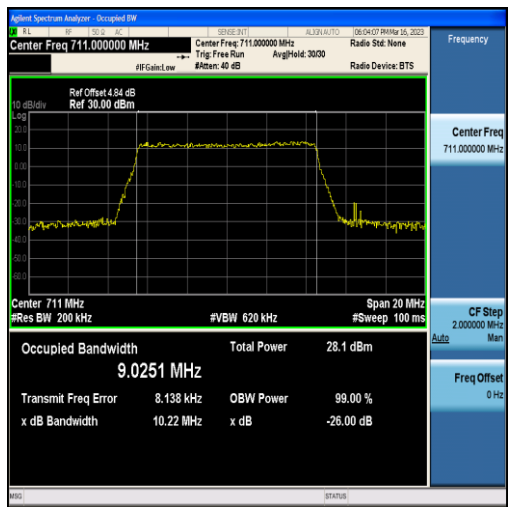 Agilent Spectrum Analyzer - Occupied BW
RL RF 50 Ω AC SENSE:INT ALIGN AUTO 06:04:07 PM Mar 16, 2023
Center Freq 711.000000 MHz Center Freq: 711.000000 MHz Radio Std: None
Trig: Free Run Avg|Hold: 30/30
#IFGain:Low #Atten: 40 dB Radio Device: BTS
Frequency
Ref Offset 4.84 dB
10 dB/div Ref 30.00 dBm
Log
20.0
10.0
0.00
-10.0
-20.0
-30.0
-40.0
-50.0
-60.0
Center 711 MHz Span 20 MHz
#Res BW 200 kHz #VBW 620 kHz #Sweep 100 ms
Occupied Bandwidth Total Power 28.1 dBm
9.0251 MHz
Transmit Freq Error 8.138 kHz OBW Power 99.00 %
x dB Bandwidth 10.22 MHz x dB -26.00 dB
Center Freq
711.000000 MHz
CF Step
2.000000 MHz
Auto Man
Freq Offset
0 Hz
MSG STATUS